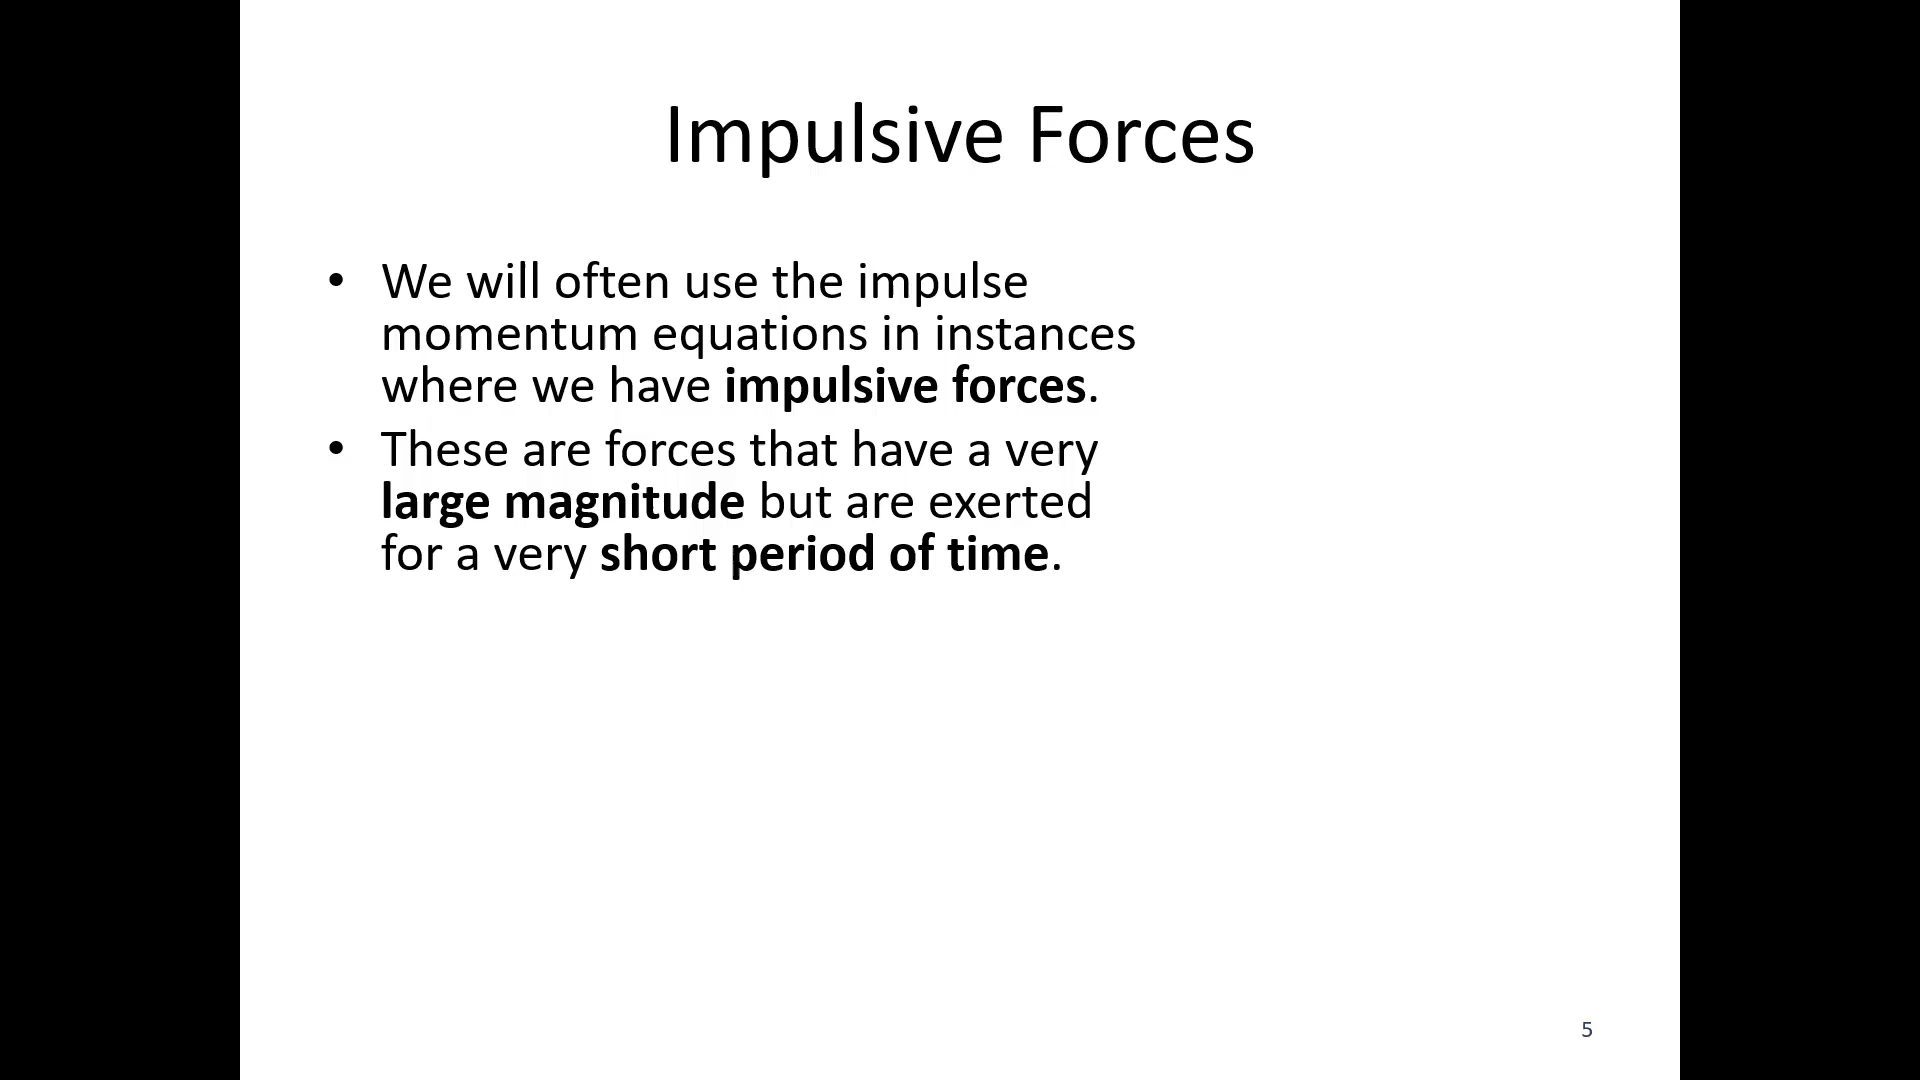 Impulsive Forces
• We will often use the impulse
momentum equations in instances
where we have impulsive forces.
• These are forces that have a very
large magnitude but are exerted
for a very short period of time.
5